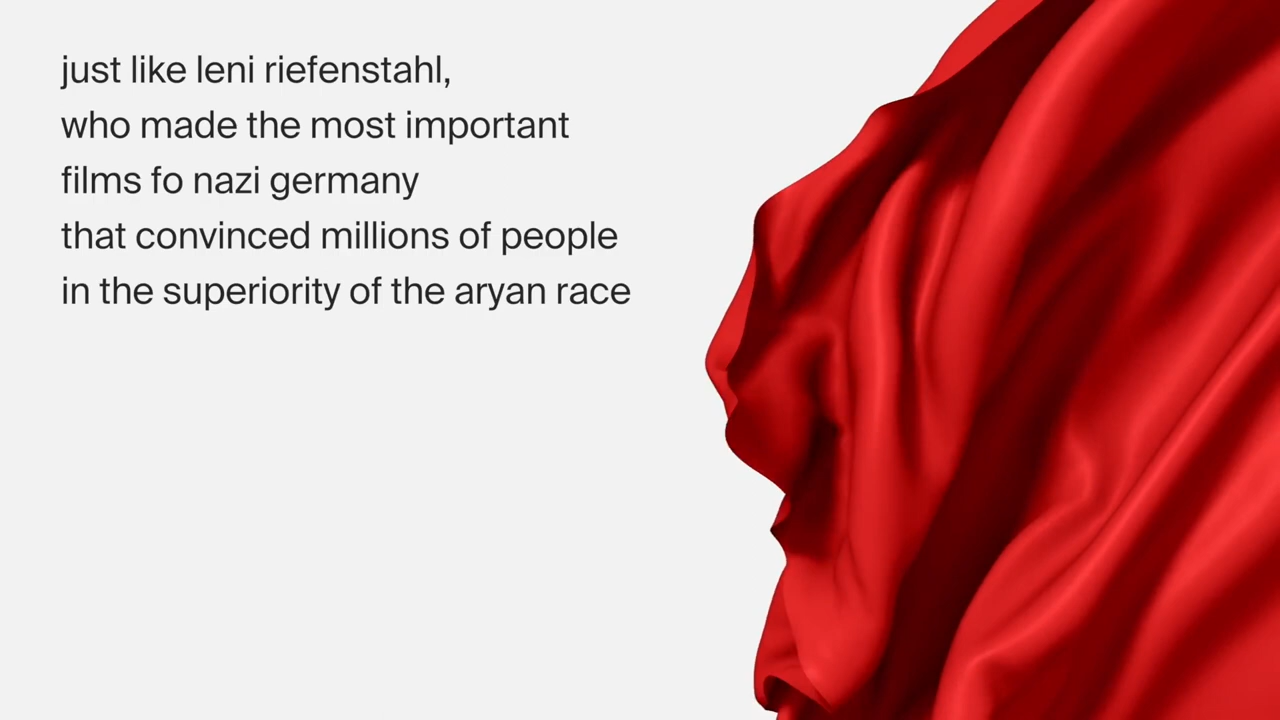 just like leni riefenstahl,
who made the most important
films fo nazi germany
that convinced millions of people
in the superiority of the aryan race